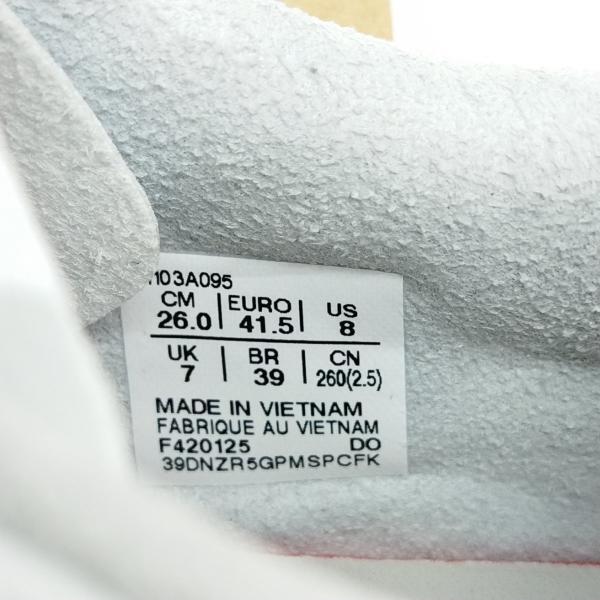 1103A095
CM | EURO | US
26.0 | 41.5 | 8
UK | BR | CN
7 | 39 | 260(2.5)
MADE IN VIETNAM
FABRIQUE AU VIETNAM
F420125 DO
39DNZR5GPMSPCFK